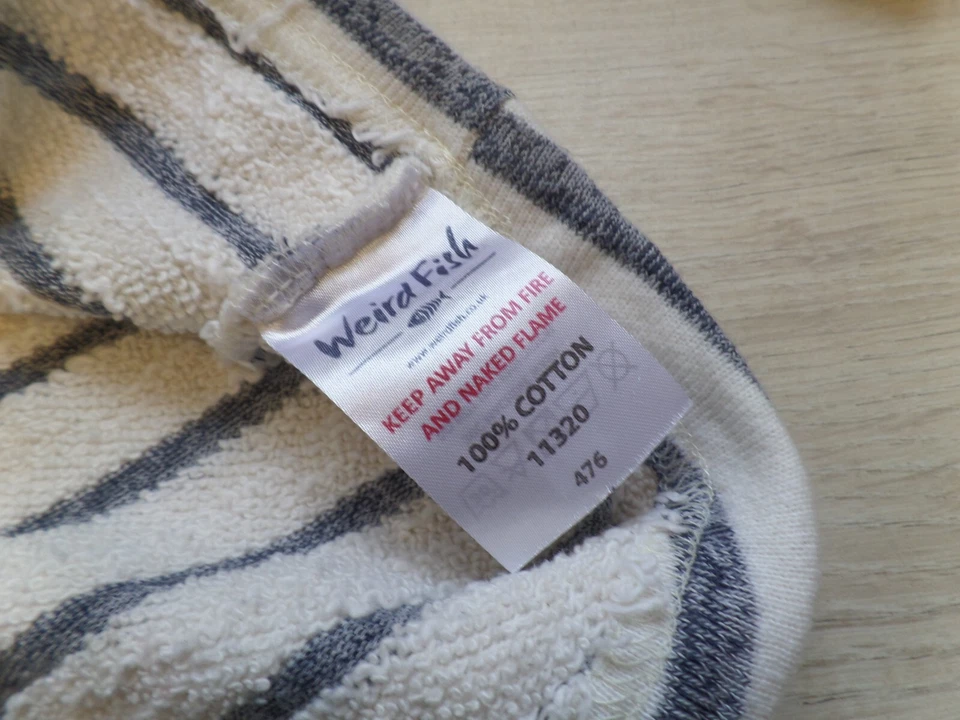 Weird Fish
www.weirdfish.co.uk
KEEP AWAY FROM FIRE
AND NAKED FLAME
100% COTTON
11320
476